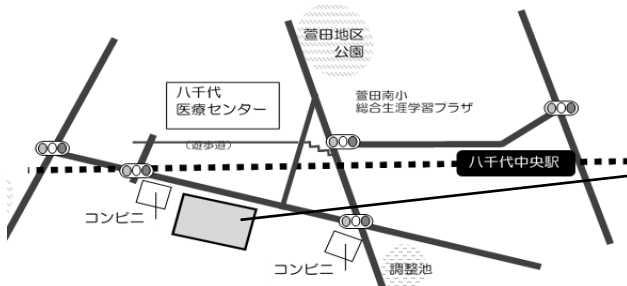 萱田地区
公園
八千代
医療センター
萱田南小
総合生涯学習プラザ
(遊歩道)
八千代中央駅
コンビニ
コンビニ
調整池